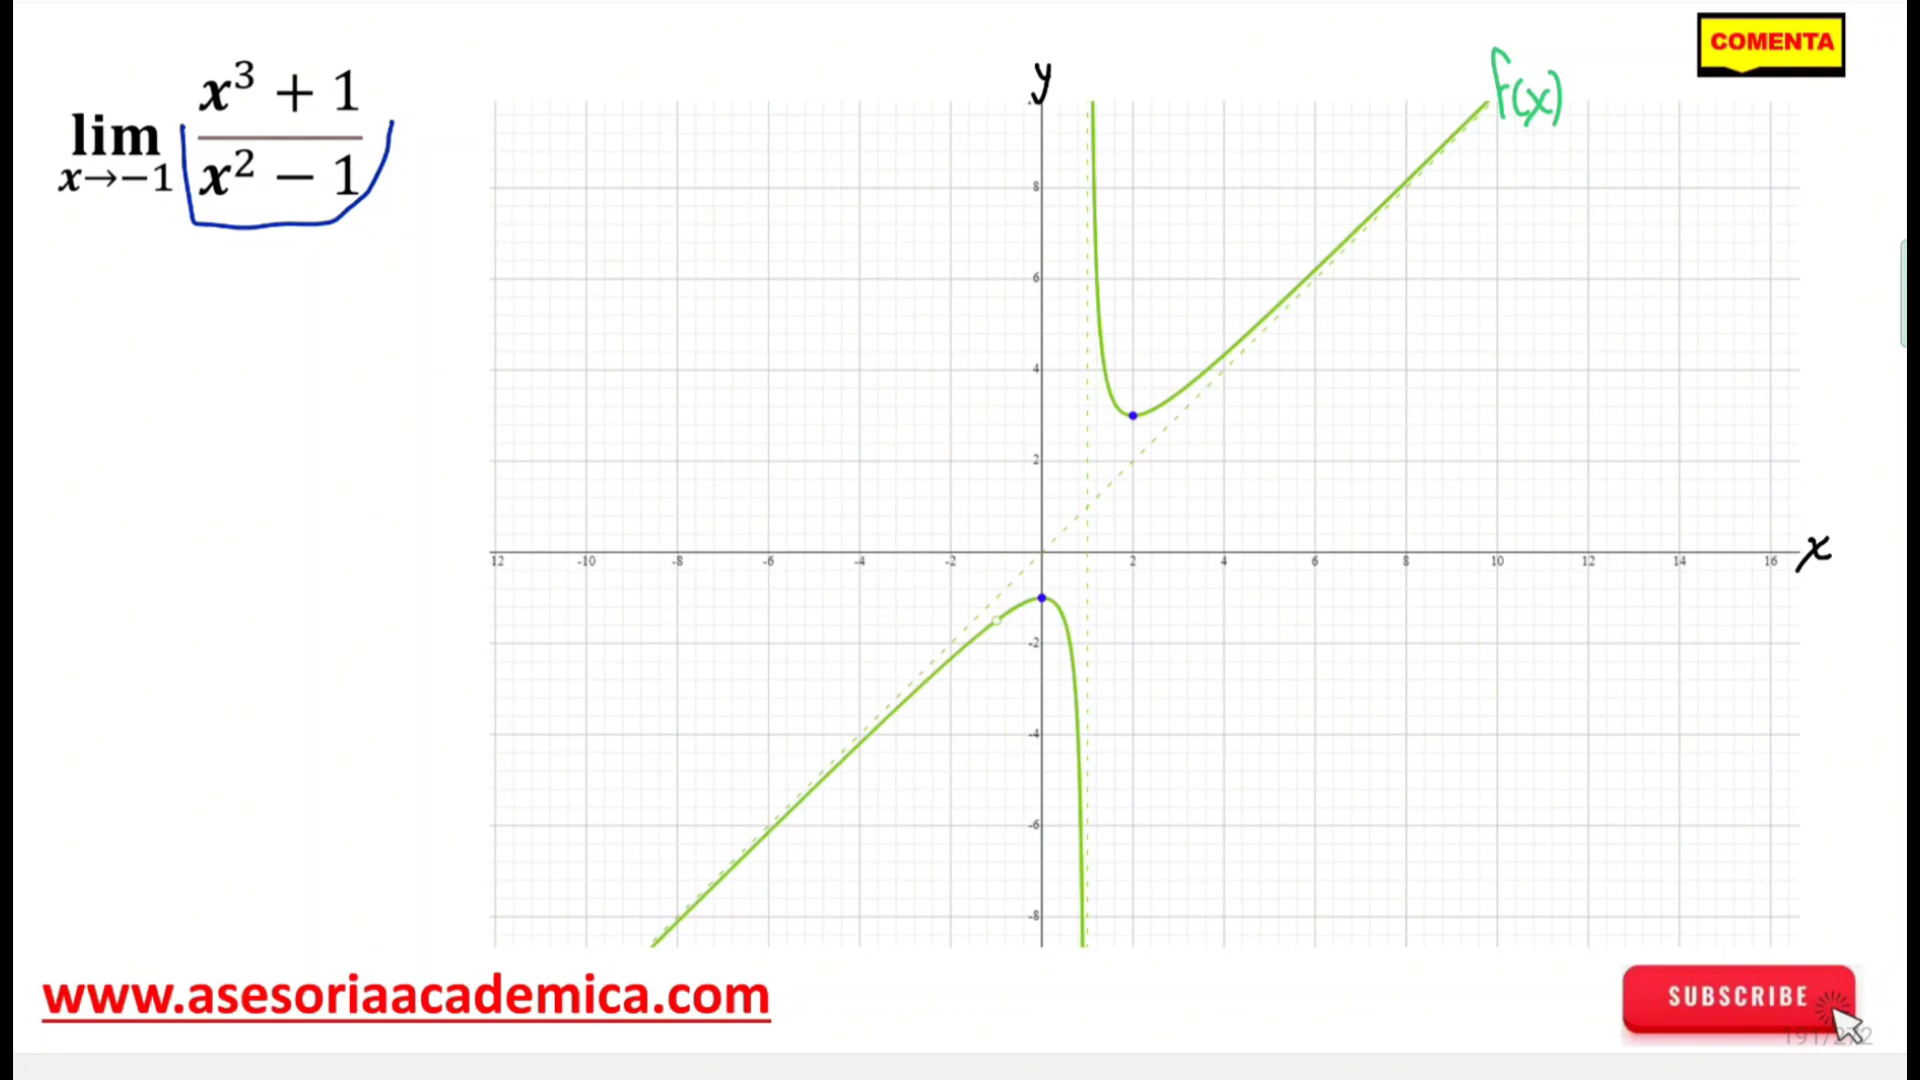 COMENTA
lim x→−1 x³ + 1 / x² − 1
y
f(x)
8
6
4
2
12 -10 -8 -6 -4 -2 2 4 6 8 10 12 14 16
x
-2
-4
-6
-8
www.asesoriaacademica.com
SUBSCRIBE